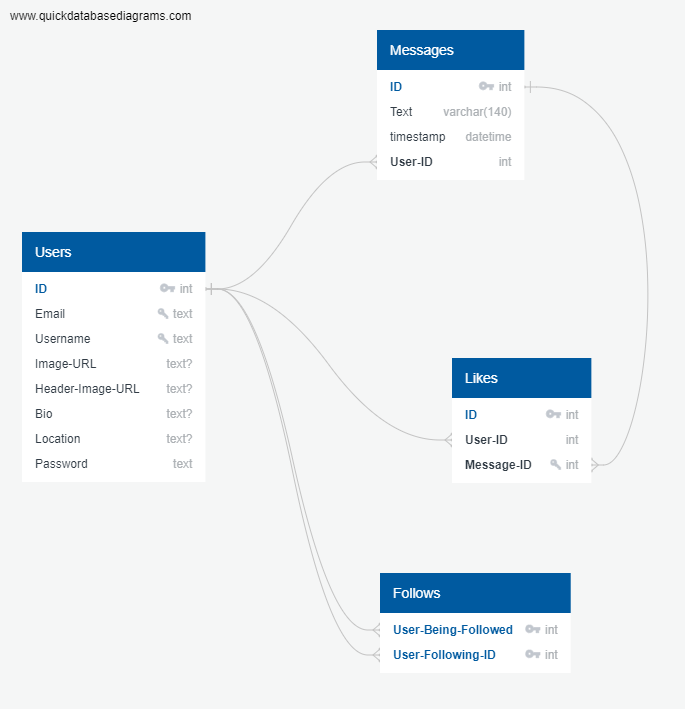 www.quickdatabasediagrams.com
Messages
ID int
Text varchar(140)
timestamp datetime
User-ID int
Users
ID int
Email text
Username text
Image-URL text?
Header-Image-URL text?
Bio text?
Location text?
Password text
Likes
ID int
User-ID int
Message-ID int
Follows
User-Being-Followed int
User-Following-ID int